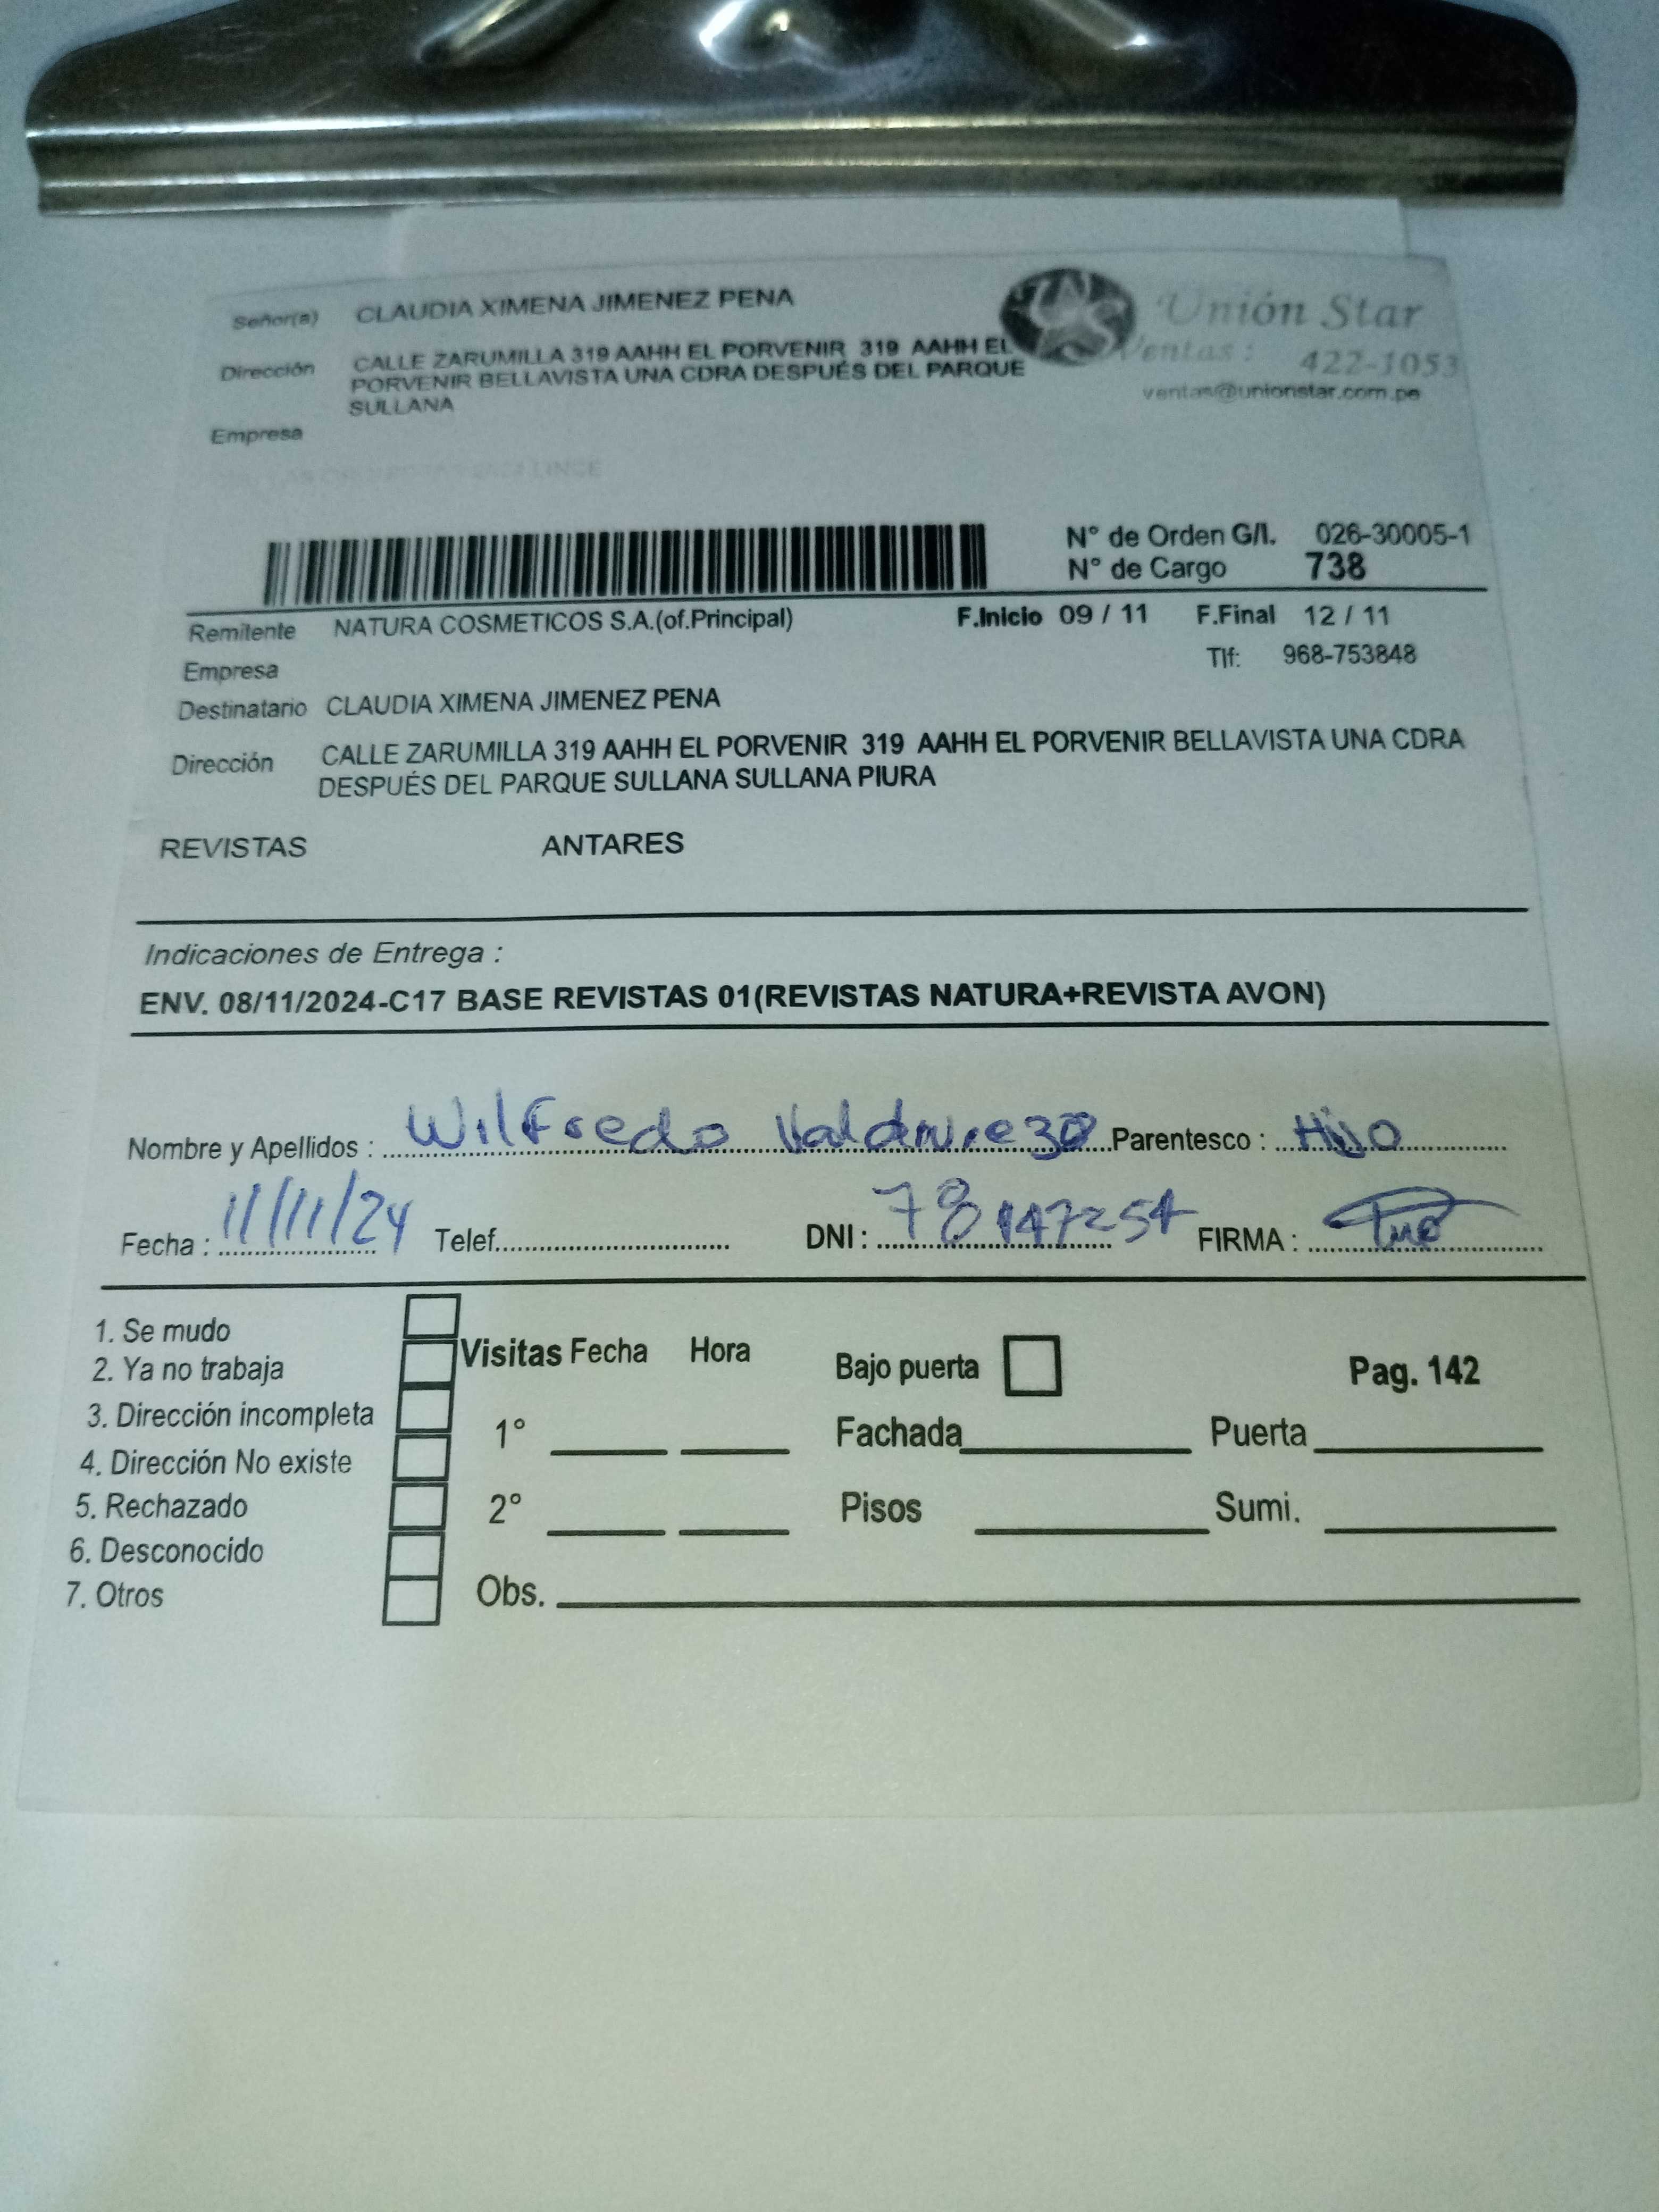 Señor(a) CLAUDIA XIMENA JIMENEZ PENA
Unión Star
Dirección CALLE ZARUMILLA 319 AAHH EL PORVENIR 319 AAHH EL
PORVENIR BELLAVISTA UNA CDRA DESPUÉS DEL PARQUE
SULLANA
Ventas: 422-1053
ventas@unionstar.com.pe
Empresa
N° de Orden G/I. 026-30005-1
N° de Cargo 738
Remitente NATURA COSMETICOS S.A.(of.Principal) F.Inicio 09 / 11 F.Final 12 / 11
Empresa Tlf: 968-753848
Destinatario CLAUDIA XIMENA JIMENEZ PENA
Dirección CALLE ZARUMILLA 319 AAHH EL PORVENIR 319 AAHH EL PORVENIR BELLAVISTA UNA CDRA
DESPUÉS DEL PARQUE SULLANA SULLANA PIURA
REVISTAS ANTARES
Indicaciones de Entrega :
ENV. 08/11/2024-C17 BASE REVISTAS 01(REVISTAS NATURA+REVISTA AVON)
Nombre y Apellidos : Wilfredo Parentesco : Hijo
Fecha : 11/11/24 Telef. DNI : 78147254 FIRMA :
1. Se mudo
2. Ya no trabaja
3. Dirección incompleta
4. Dirección No existe
5. Rechazado
6. Desconocido
7. Otros
Visitas Fecha Hora Bajo puerta Pag. 142
1° Fachada Puerta
2° Pisos Sumi.
Obs.